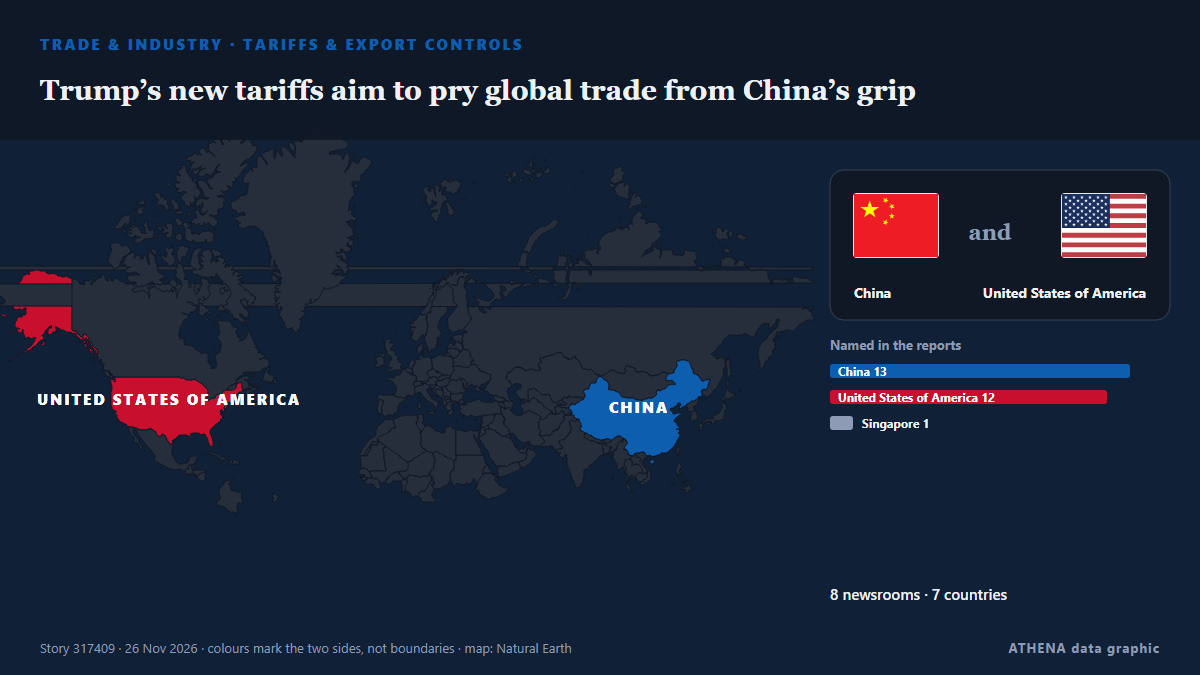 TRADE & INDUSTRY · TARIFFS & EXPORT CONTROLS
Trump’s new tariffs aim to pry global trade from China’s grip
UNITED STATES OF AMERICA
CHINA
and
China
United States of America
Named in the reports
China 13
United States of America 12
Singapore 1
8 newsrooms · 7 countries
Story 317409 · 26 Nov 2026 · colours mark the two sides, not boundaries · map: Natural Earth
ATHENA data graphic